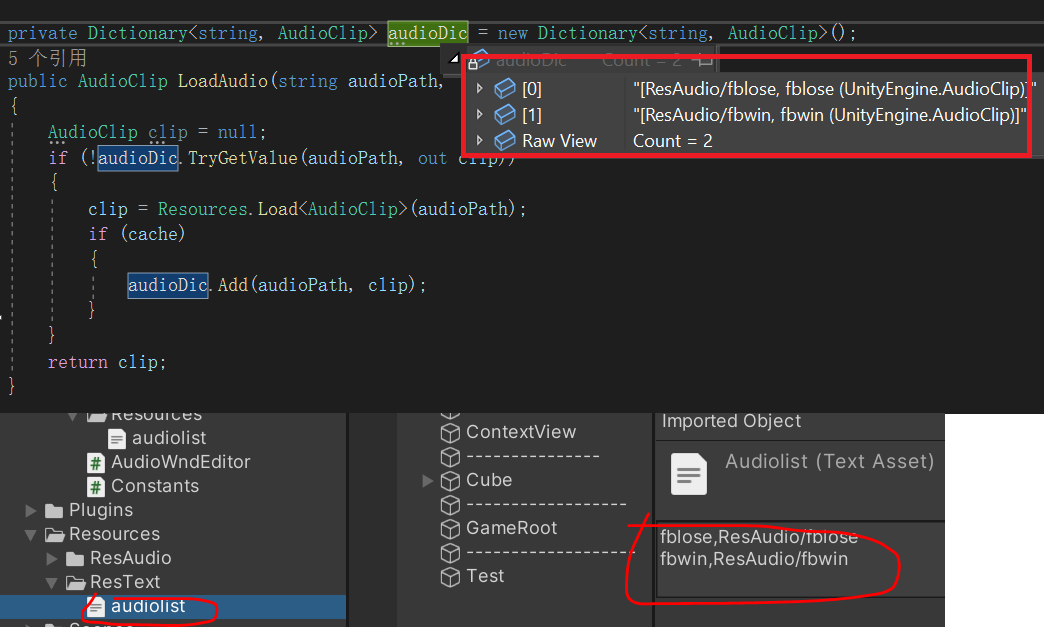 private Dictionary<string, AudioClip> audioDic = new Dictionary<string, AudioClip>();
5 个引用
audioDic Count = 2
public AudioClip LoadAudio(string audioPath,
[0] "[ResAudio/fblose, fblose (UnityEngine.AudioClip)]"
{
[1] "[ResAudio/fbwin, fbwin (UnityEngine.AudioClip)]"
AudioClip clip = null;
Raw View Count = 2
if (!audioDic.TryGetValue(audioPath, out clip))
{
clip = Resources.Load<AudioClip>(audioPath);
if (cache)
{
audioDic.Add(audioPath, clip);
}
}
return clip;
}
Resources
audiolist
AudioWndEditor
Constants
Plugins
Resources
ResAudio
ResText
audiolist
ContextView
---------------
Cube
------------------
GameRoot
-------------------
Test
Imported Object
Audiolist (Text Asset)
fblose,ResAudio/fblose
fbwin,ResAudio/fbwin